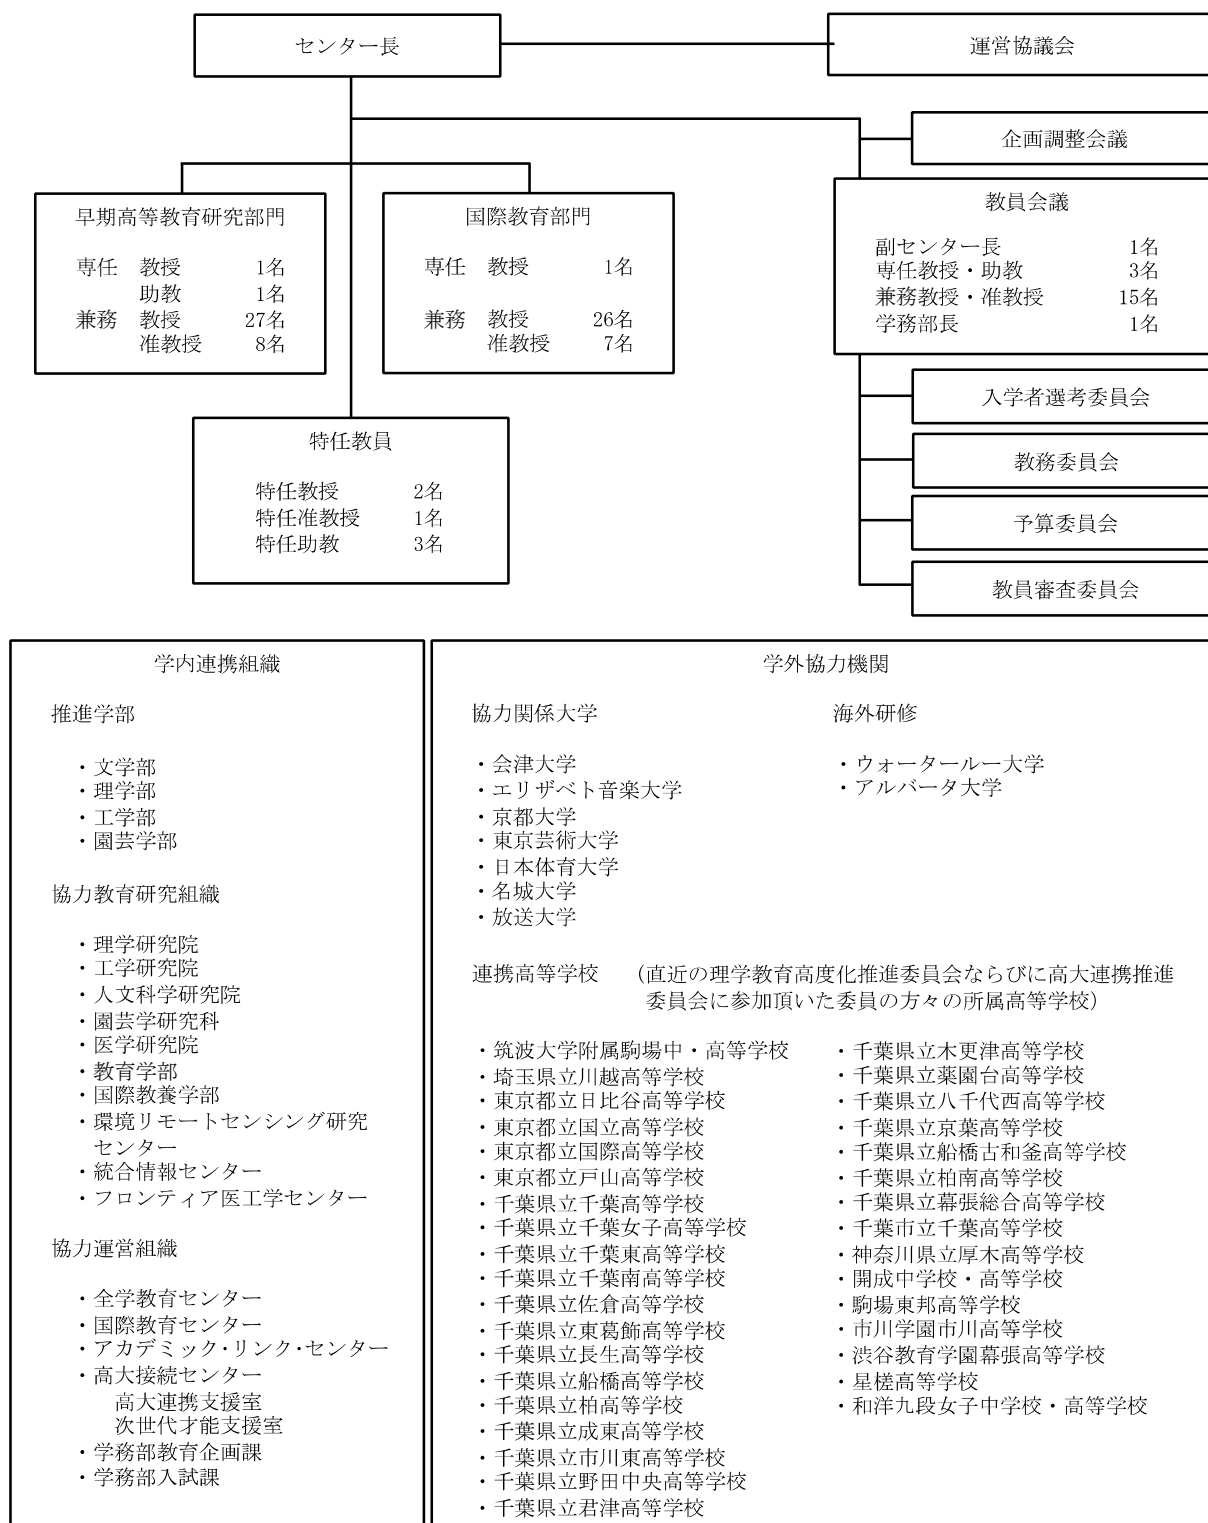 センター長
運営協議会
企画調整会議
早期高等教育研究部門
専任 教授 1名
助教 1名
兼務 教授 27名
准教授 8名
国際教育部門
専任 教授 1名
兼務 教授 26名
准教授 7名
教員会議
副センター長 1名
専任教授・助教 3名
兼務教授・准教授 15名
学務部長 1名
特任教員
特任教授 2名
特任准教授 1名
特任助教 3名
入学者選考委員会
教務委員会
予算委員会
教員審査委員会
学内連携組織
推進学部
・文学部
・理学部
・工学部
・園芸学部
協力教育研究組織
・理学研究院
・工学研究院
・人文科学研究院
・園芸学研究科
・医学研究院
・教育学部
・国際教養学部
・環境リモートセンシング研究
センター
・統合情報センター
・フロンティア医工学センター
協力運営組織
・全学教育センター
・国際教育センター
・アカデミック・リンク・センター
・高大接続センター
高大連携支援室
次世代才能支援室
・学務部教育企画課
・学務部入試課
学外協力機関
協力関係大学
・会津大学
・エリザベト音楽大学
・京都大学
・東京芸術大学
・日本体育大学
・名城大学
・放送大学
海外研修
・ウォータールー大学
・アルバータ大学
連携高等学校 (直近の理学教育高度化推進委員会ならびに高大連携推進
委員会に参加頂いた委員の方々の所属高等学校)
・筑波大学附属駒場中・高等学校
・埼玉県立川越高等学校
・東京都立日比谷高等学校
・東京都立国立高等学校
・東京都立国際高等学校
・東京都立戸山高等学校
・千葉県立千葉高等学校
・千葉県立千葉女子高等学校
・千葉県立千葉東高等学校
・千葉県立千葉南高等学校
・千葉県立佐倉高等学校
・千葉県立東葛飾高等学校
・千葉県立長生高等学校
・千葉県立船橋高等学校
・千葉県立柏高等学校
・千葉県立成東高等学校
・千葉県立市川東高等学校
・千葉県立野田中央高等学校
・千葉県立君津高等学校
・千葉県立木更津高等学校
・千葉県立薬園台高等学校
・千葉県立八千代西高等学校
・千葉県立京葉高等学校
・千葉県立船橋古和釜高等学校
・千葉県立柏南高等学校
・千葉県立幕張総合高等学校
・千葉市立千葉高等学校
・神奈川県立厚木高等学校
・開成中学校・高等学校
・駒場東邦高等学校
・市川学園市川高等学校
・渋谷教育学園幕張高等学校
・星槎高等学校
・和洋九段女子中学校・高等学校